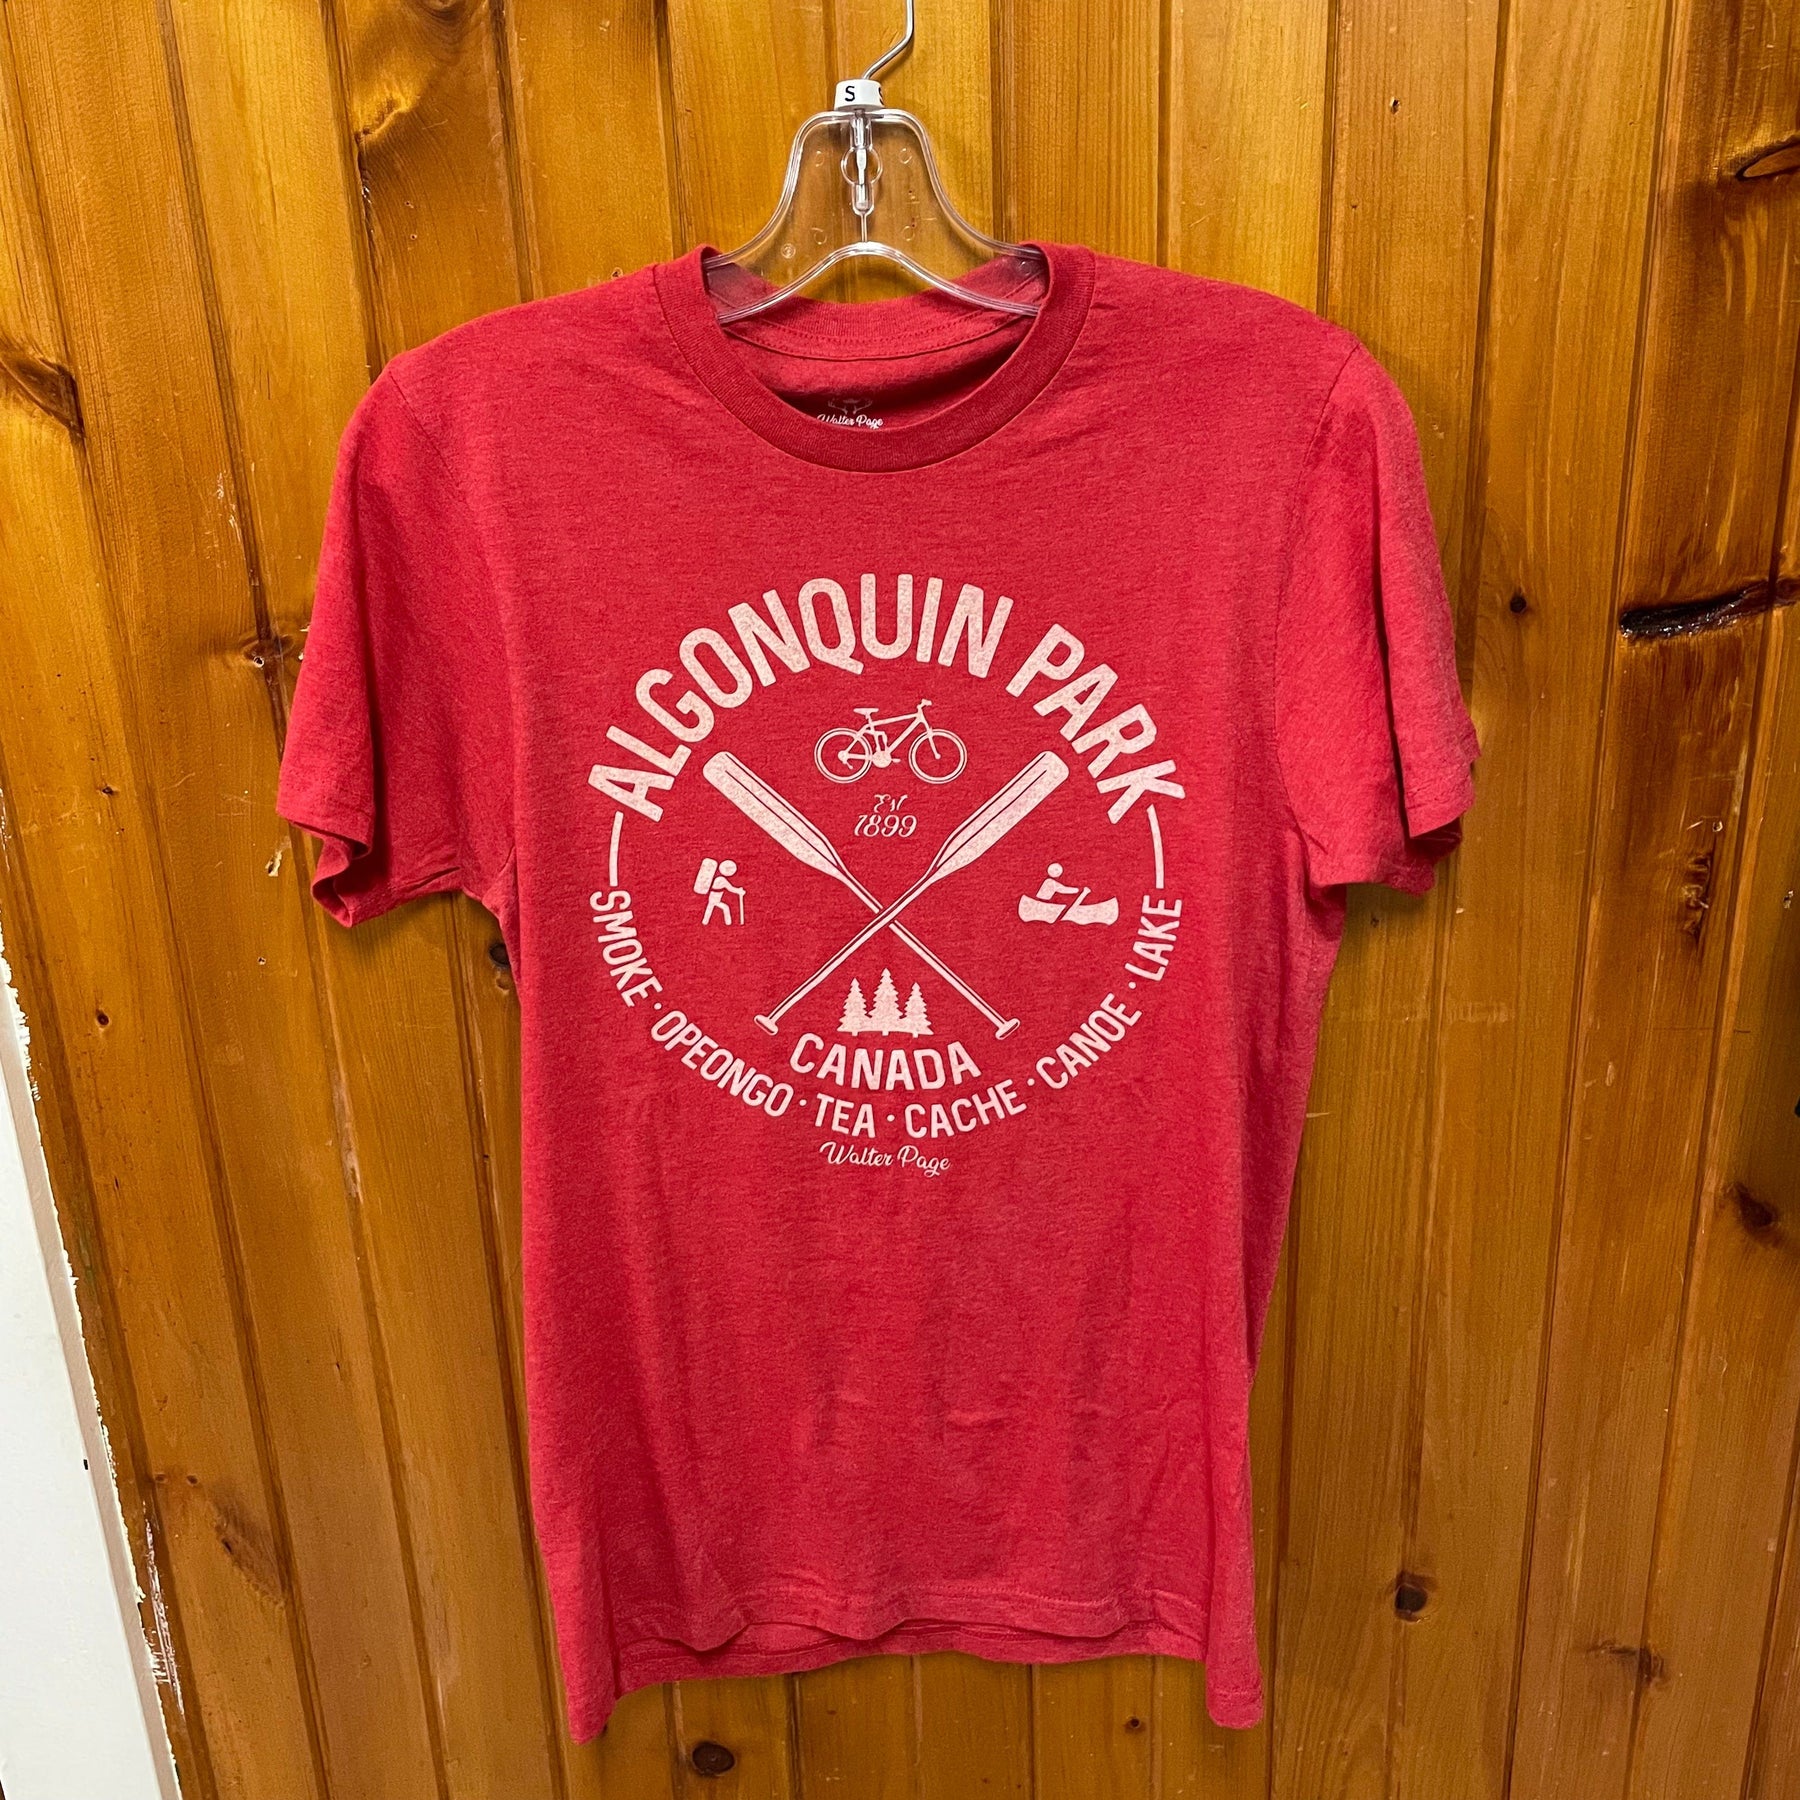 S
Walter Page
ALGONQUIN PARK
Est
1899
CANADA
SMOKE · OPEONGO · TEA · CACHE · CANOE · LAKE
Walter Page